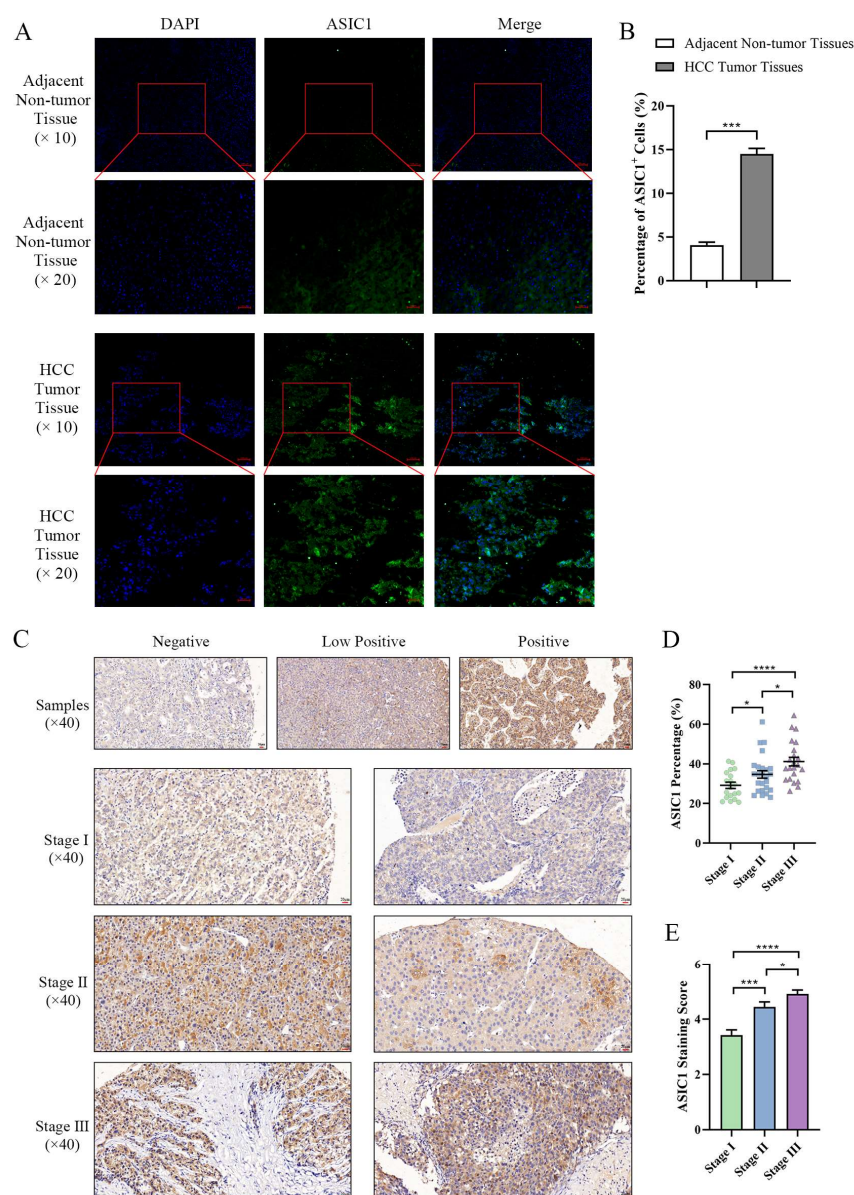 A
DAPI
ASIC1
Merge
Adjacent
Non-tumor
Tissue
(× 10)
Adjacent
Non-tumor
Tissue
(× 20)
HCC
Tumor
Tissue
(× 10)
HCC
Tumor
Tissue
(× 20)
B
Adjacent Non-tumor Tissues
HCC Tumor Tissues
Percentage of ASIC1⁺ Cells (%)
20
15
10
5
0
***
C
Negative
Low Positive
Positive
Samples
(×40)
Stage I
(×40)
Stage II
(×40)
Stage III
(×40)
D
ASIC1 Percentage (%)
80
60
40
20
0
****
*
*
Stage I
Stage II
Stage III
E
ASIC1 Staining Score
6
4
2
0
****
***
*
Stage I
Stage II
Stage III